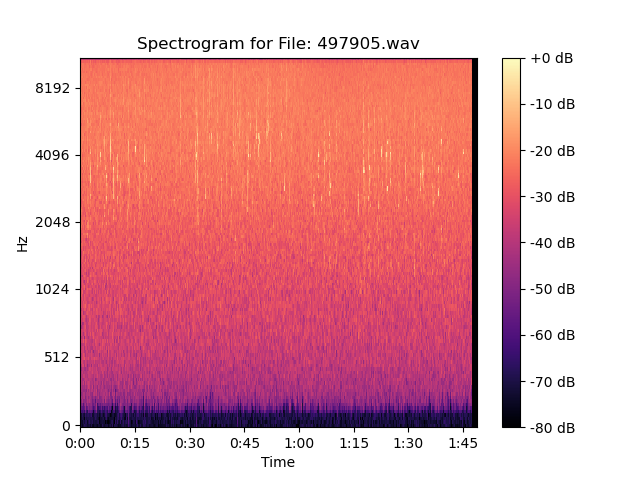 Spectrogram for File: 497905.wav
Hz
8192
4096
2048
1024
512
0
0:00 0:15 0:30 0:45 1:00 1:15 1:30 1:45
Time
+0 dB
-10 dB
-20 dB
-30 dB
-40 dB
-50 dB
-60 dB
-70 dB
-80 dB